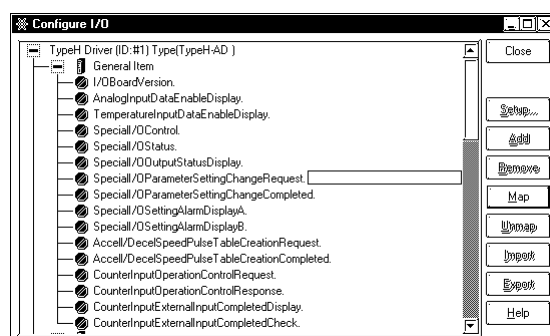 Configure I/O
TypeH Driver (ID:#1) Type(TypeH-AD )
General Item
I/OBoardVersion.
AnalogInputDataEnableDisplay.
TemperatureInputDataEnableDisplay.
SpecialI/OControl.
SpecialI/OStatus.
SpecialI/OOutputStatusDisplay.
SpecialI/OParameterSettingChangeRequest.
SpecialI/OParameterSettingChangeCompleted.
SpecialI/OSettingAlarmDisplayA.
SpecialI/OSettingAlarmDisplayB.
Accell/DecelSpeedPulseTableCreationRequest.
Accell/DecelSpeedPulseTableCreationCompleted.
CounterInputOperationControlRequest.
CounterInputOperationControlResponse.
CounterInputExternalInputCompletedDisplay.
CounterInputExternalInputCompletedCheck.
Close
Setup...
Add
Remove
Map
Unmap
Import
Export
Help